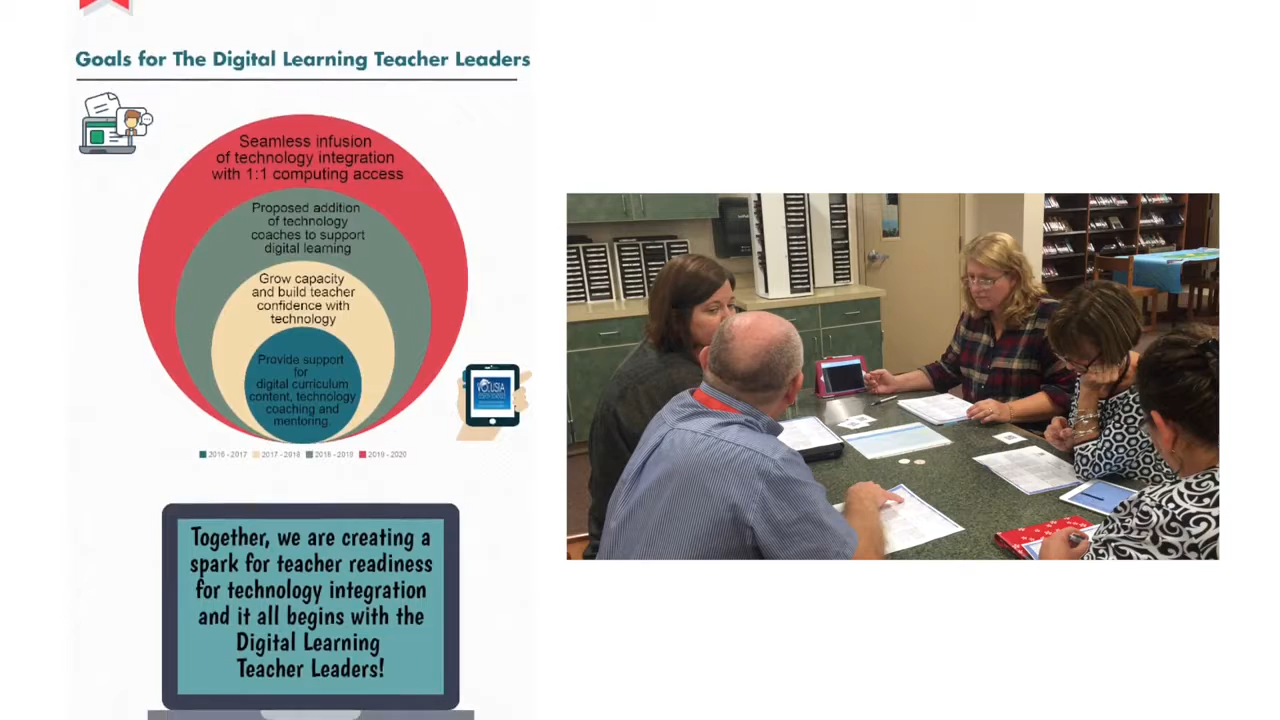 Goals for The Digital Learning Teacher Leaders
Seamless infusion
of technology integration
with 1:1 computing access
Proposed addition
of technology
coaches to support
digital learning
Grow capacity
and build teacher
confidence with
technology
Provide support
for
digital curriculum
content, technology
coaching and
mentoring.
VOLUSIA
2016 - 2017 2017 - 2018 2018 - 2019 2019 - 2020
Together, we are creating a
spark for teacher readiness
for technology integration
and it all begins with the
Digital Learning
Teacher Leaders!